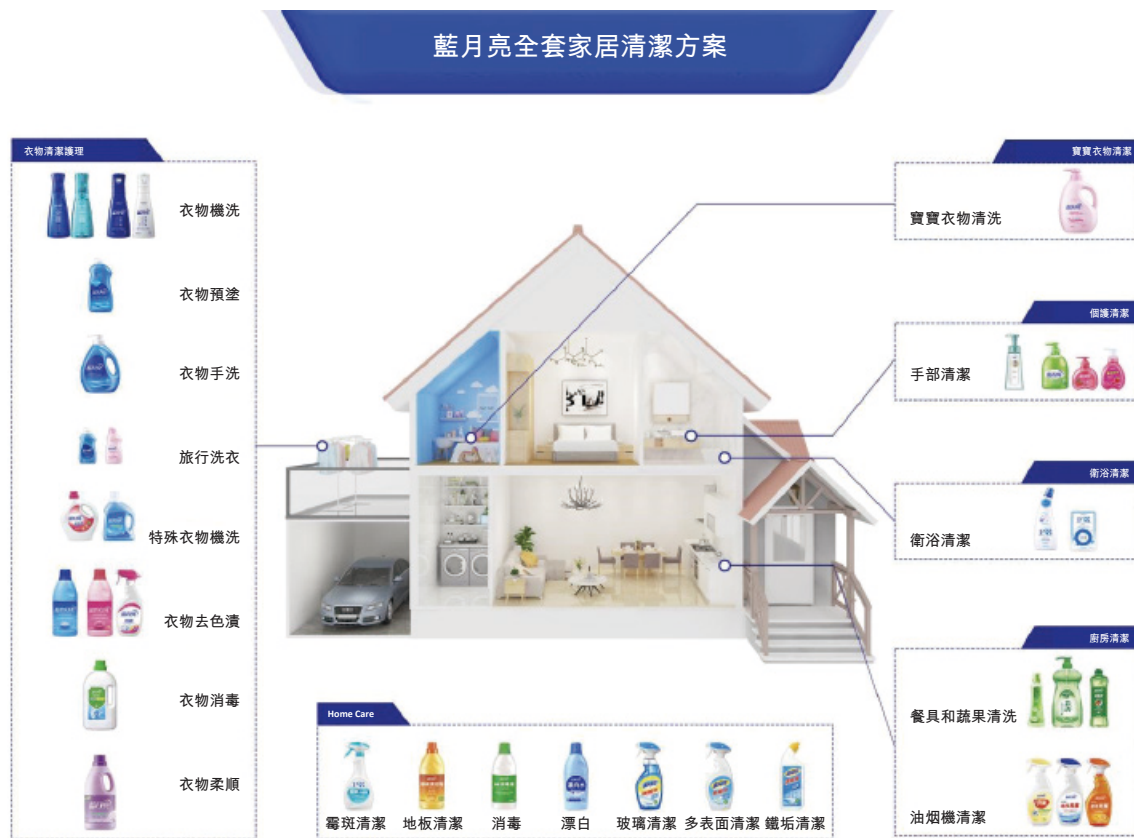 藍月亮全套家居清潔方案
衣物清潔護理
衣物機洗
衣物預塗
衣物手洗
旅行洗衣
特殊衣物機洗
衣物去色漬
衣物消毒
衣物柔順
寶寶衣物清潔
寶寶衣物清洗
個護清潔
手部清潔
衛浴清潔
衛浴清潔
廚房清潔
餐具和蔬果清洗
油烟機清潔
Home Care
霉斑清潔
地板清潔
消毒
漂白
玻璃清潔
多表面清潔
鐵垢清潔